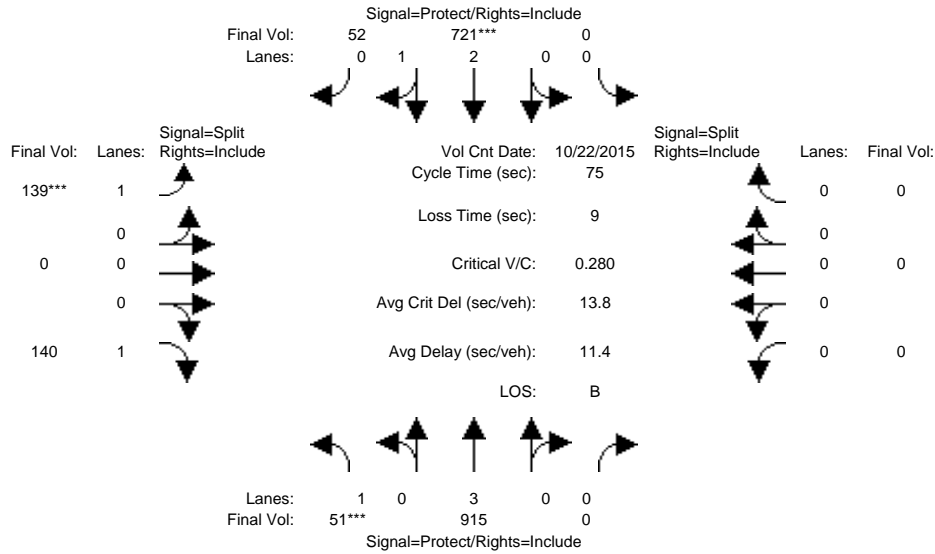 Signal=Protect/Rights=Include
Final Vol: 52 721*** 0
Lanes: 0 1 2 0 0
Signal=Split Signal=Split
Final Vol: Lanes: Rights=Include Vol Cnt Date: 10/22/2015 Rights=Include Lanes: Final Vol:
Cycle Time (sec): 75
139*** 1 0 0
Loss Time (sec): 9
0 0
0 0 Critical V/C: 0.280 0 0
0 Avg Crit Del (sec/veh): 13.8 0
140 1 Avg Delay (sec/veh): 11.4 0 0
LOS: B
Lanes: 1 0 3 0 0
Final Vol: 51*** 915 0
Signal=Protect/Rights=Include